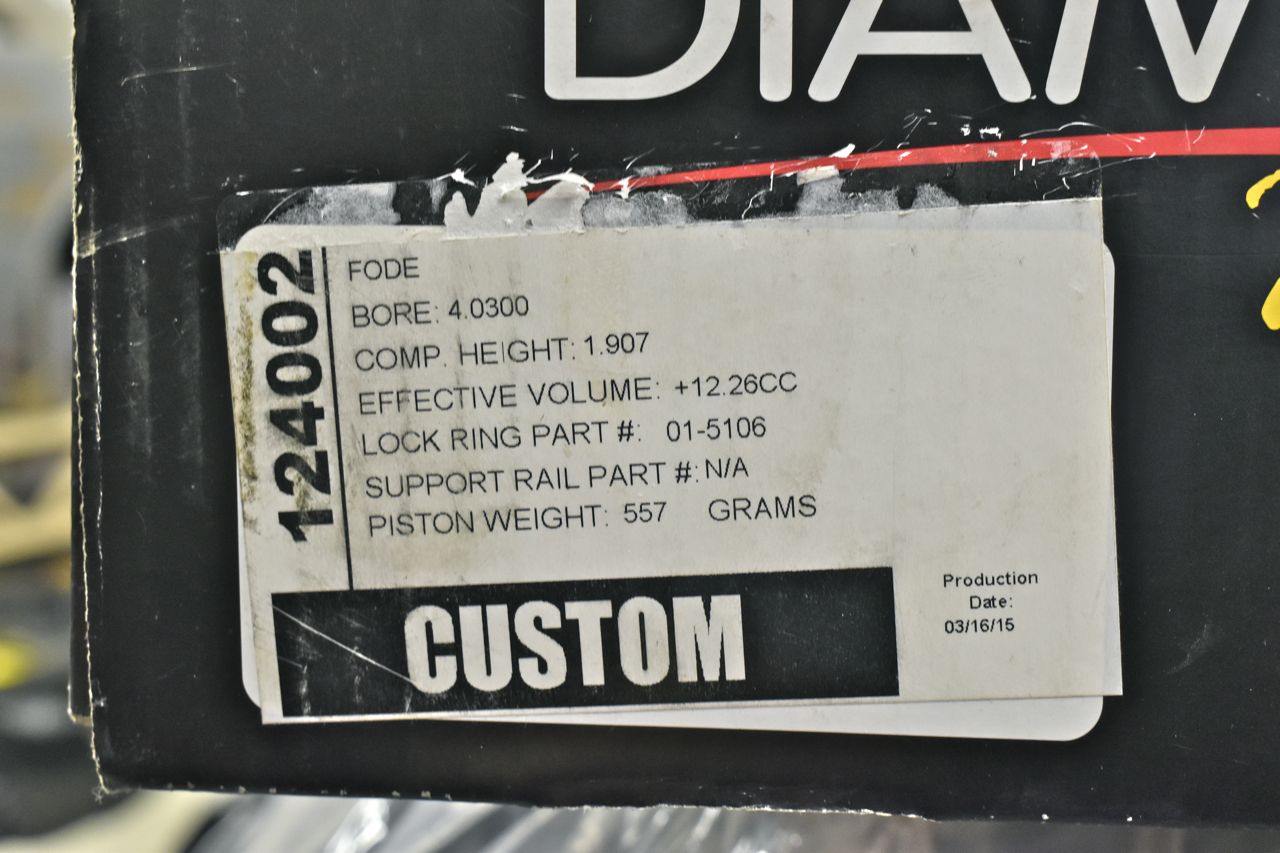 DIAM
124002
FODE
BORE: 4.0300
COMP. HEIGHT: 1.907
EFFECTIVE VOLUME: +12.26CC
LOCK RING PART #: 01-5106
SUPPORT RAIL PART #: N/A
PISTON WEIGHT: 557 GRAMS
CUSTOM
Production
Date:
03/16/15